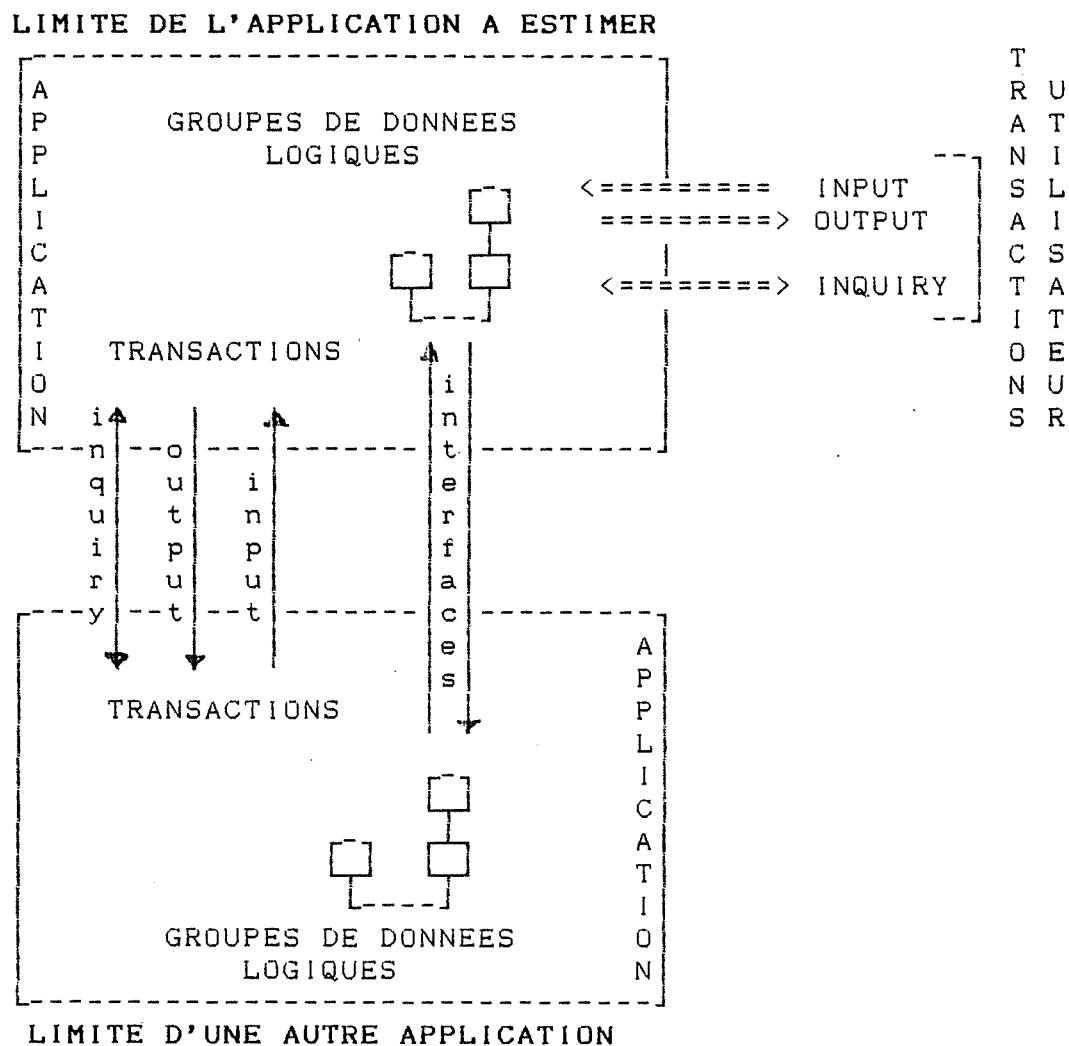 LIMITE DE L'APPLICATION A ESTIMER
APPLICATION
GROUPES DE DONNEES
LOGIQUES
INPUT
OUTPUT
INQUIRY
TRANSACTIONS
UTILISATEUR
TRANSACTIONS
inquiry
output
input
interfaces
TRANSACTIONS
APPLICATION
GROUPES DE DONNEES
LOGIQUES
LIMITE D'UNE AUTRE APPLICATION